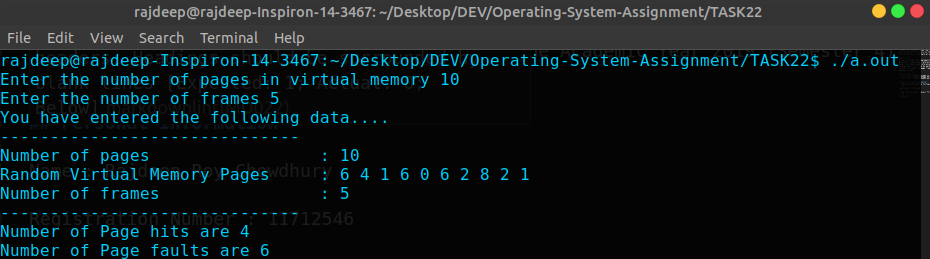 rajdeep@rajdeep-Inspiron-14-3467: ~/Desktop/DEV/Operating-System-Assignment/TASK22
File Edit View Search Terminal Help
rajdeep@rajdeep-Inspiron-14-3467:~/Desktop/DEV/Operating-System-Assignment/TASK22$ ./a.out
Enter the number of pages in virtual memory 10
Enter the number of frames 5
You have entered the following data....
------------------------------
Number of pages : 10
Random Virtual Memory Pages : 6 4 1 6 0 6 2 8 2 1
Number of frames : 5
------------------------------
Registration Number : 11712546
Number of Page hits are 4
Number of Page faults are 6